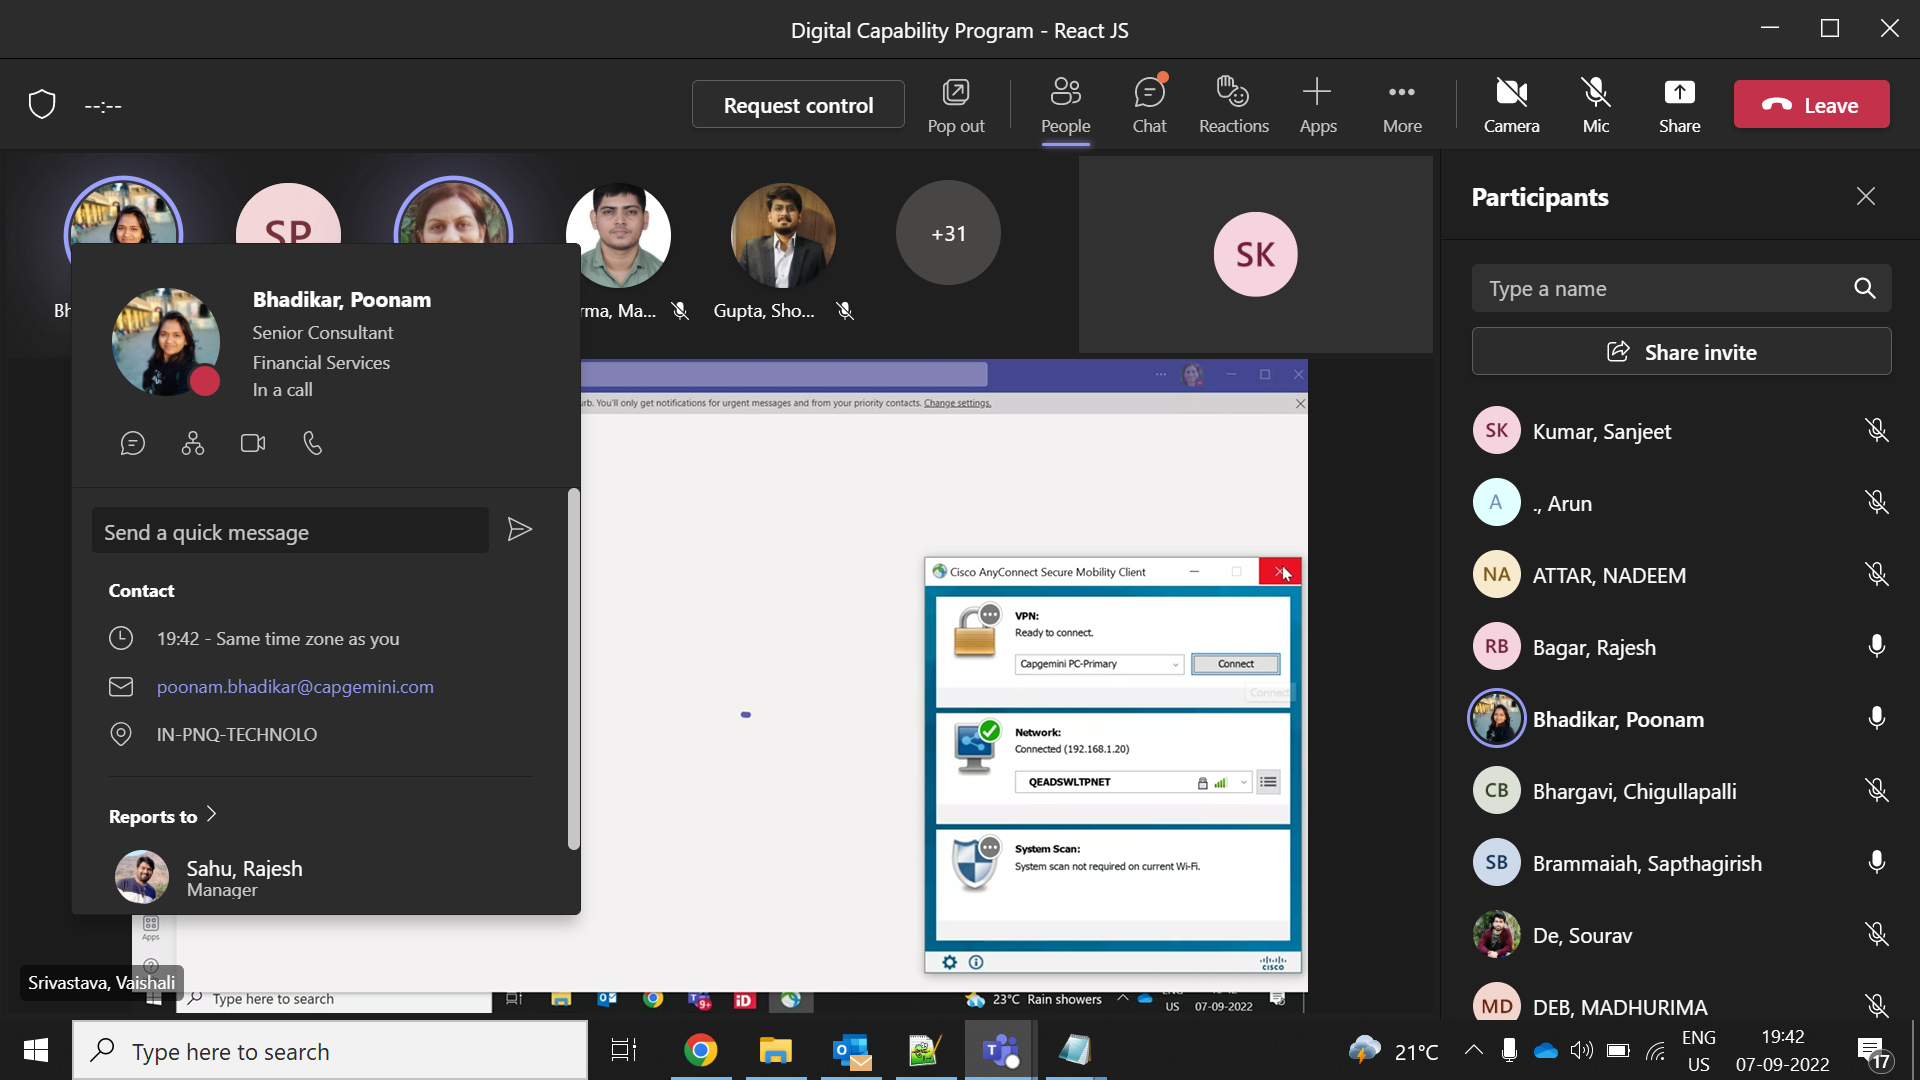 Digital Capability Program - React JS
--:--
Request control
Pop out
People
Chat
Reactions
Apps
More
Camera
Mic
Share
Leave
SP
+31
SK
Bh
rma, Ma...
Gupta, Sho...
Bhadikar, Poonam
Senior Consultant
Financial Services
In a call
Send a quick message
Contact
19:42 - Same time zone as you
poonam.bhadikar@capgemini.com
IN-PNQ-TECHNOLO
Reports to
Sahu, Rajesh
Manager
urb. You'll only get notifications for urgent messages and from your priority contacts. Change settings.
Cisco AnyConnect Secure Mobility Client
VPN:
Ready to connect.
Capgemini PC-Primary
Connect
Connect
Network:
Connected (192.168.1.20)
QEADSWLTPNET
System Scan:
System scan not required on current Wi-Fi.
CISCO
Apps
Srivastava, Vaishali
Type here to search
9+
iD
23°C Rain showers
US
07-09-2022
Participants
Type a name
Share invite
SK Kumar, Sanjeet
A ., Arun
NA ATTAR, NADEEM
RB Bagar, Rajesh
Bhadikar, Poonam
CB Bhargavi, Chigullapalli
SB Brammaiah, Sapthagirish
De, Sourav
MD DEB, MADHURIMA
Type here to search
21°C
ENG
US
19:42
07-09-2022
17